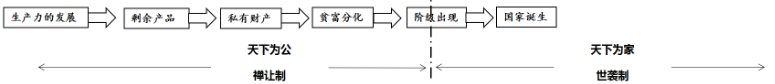 生产力的发展 剩余产品 私有财产 贫富分化 阶级出现 国家诞生
天下为公 天下为家
禅让制 世袭制